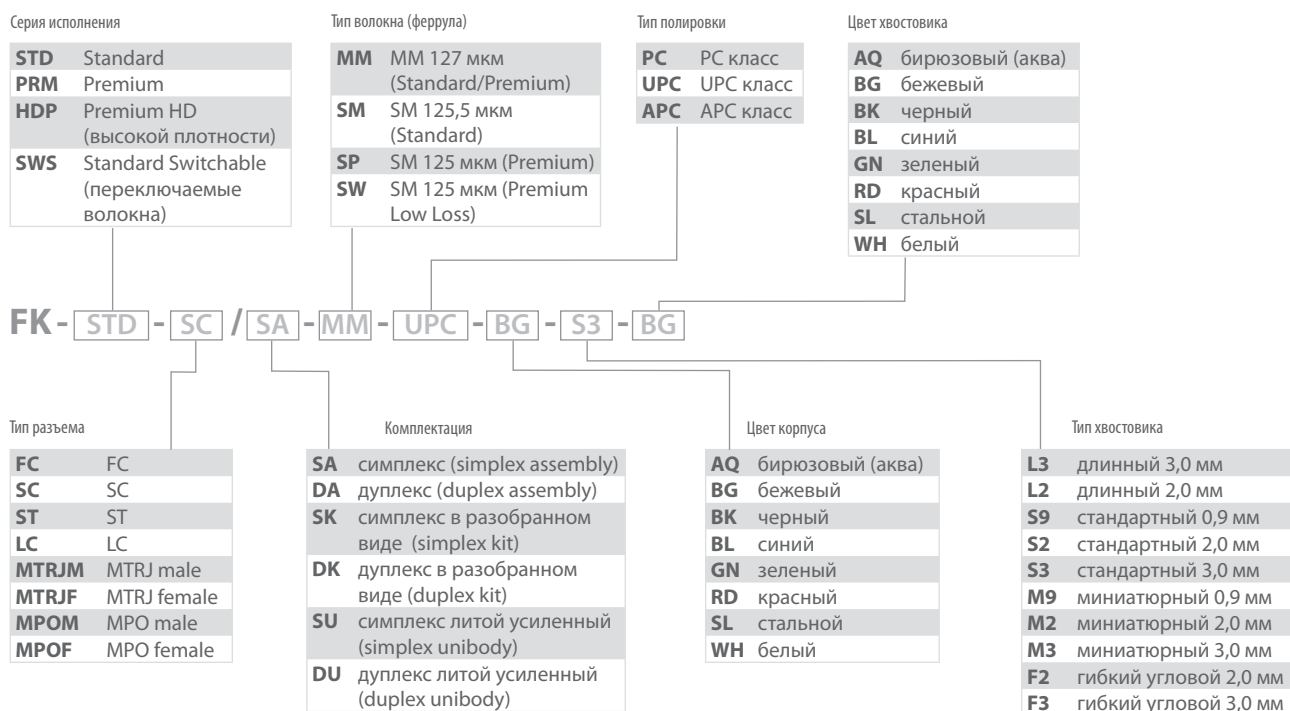 Серия исполнения
STD Standard
PRM Premium
HDP Premium HD
(высокой плотности)
SWS Standard Switchable
(переключаемые
волокна)
Тип волокна (феррула)
MM MM 127 мкм
(Standard/Premium)
SM SM 125,5 мкм
(Standard)
SP SM 125 мкм (Premium)
SW SM 125 мкм (Premium
Low Loss)
Тип полировки
PC PC класс
UPC UPC класс
APC APC класс
Цвет хвостовика
AQ бирюзовый (аква)
BG бежевый
BK черный
BL синий
GN зеленый
RD красный
SL стальной
WH белый
FK - STD - SC / SA - MM - UPC - BG - S3 - BG
Тип разъема
FC FC
SC SC
ST ST
LC LC
MTRJM MTRJ male
MTRJF MTRJ female
MPOM MPO male
MPOF MPO female
Комплектация
SA симплекс (simplex assembly)
DA дуплекс (duplex assembly)
SK симплекс в разобранном
виде (simplex kit)
DK дуплекс в разобранном
виде (duplex kit)
SU симплекс литой усиленный
(simplex unibody)
DU дуплекс литой усиленный
(duplex unibody)
Цвет корпуса
AQ бирюзовый (аква)
BG бежевый
BK черный
BL синий
GN зеленый
RD красный
SL стальной
WH белый
Тип хвостовика
L3 длинный 3,0 мм
L2 длинный 2,0 мм
S9 стандартный 0,9 мм
S2 стандартный 2,0 мм
S3 стандартный 3,0 мм
M9 миниатюрный 0,9 мм
M2 миниатюрный 2,0 мм
M3 миниатюрный 3,0 мм
F2 гибкий угловой 2,0 мм
F3 гибкий угловой 3,0 мм